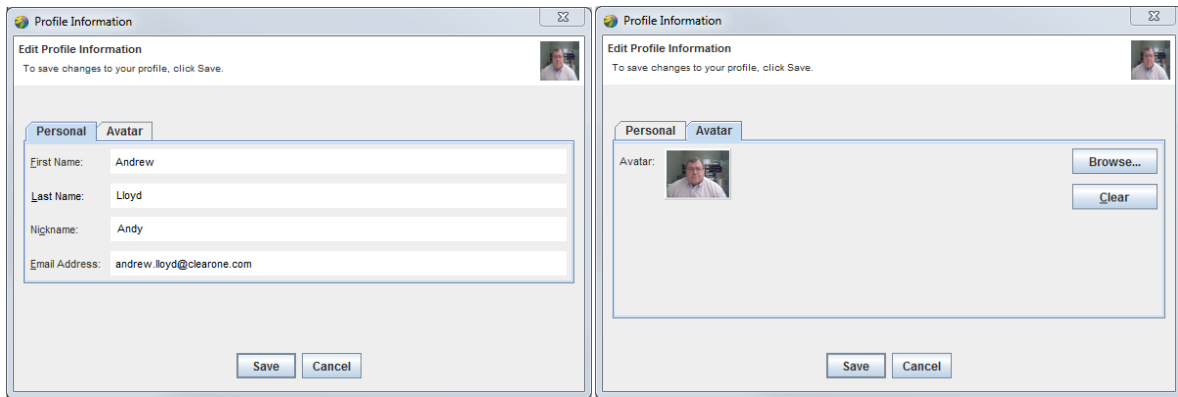 Profile Information
Edit Profile Information
To save changes to your profile, click Save.
Personal Avatar
First Name: Andrew
Last Name: Lloyd
Nickname: Andy
Email Address: andrew.lloyd@clearone.com
Save Cancel
Profile Information
Edit Profile Information
To save changes to your profile, click Save.
Personal Avatar
Avatar: Browse...
Clear
Save Cancel